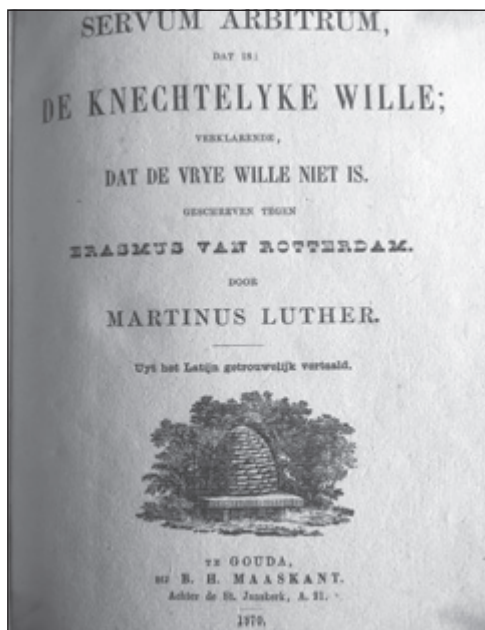 SERVUM ARBITRUM,
DAT IS:
DE KNECHTELYKE WILLE;
VERKLARENDE,
DAT DE VRYE WILLE NIET IS.
GESCHREVEN TEGEN
ERASMUS VAN ROTTERDAM.
DOOR
MARTINUS LUTHER.
Uyt het Latijn getrouwelijk vertaald.
TE GOUDA,
BIJ B. H. MAASKANT.
Achter de St. Janskerk, A. 91.
1870.